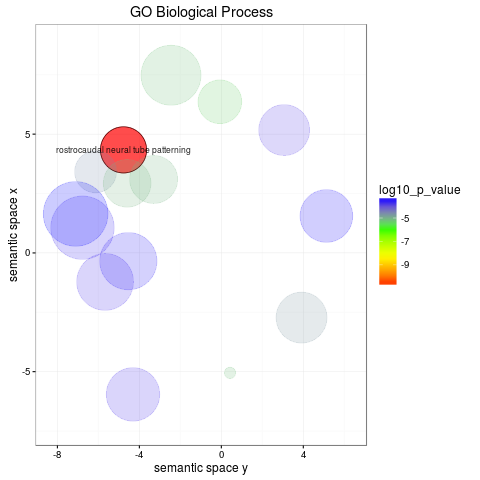 GO Biological Process
rostrocaudal neural tube patterning
semantic space x
5
0
-5
-8
-4
0
4
semantic space y
log10_p_value
-5
-7
-9